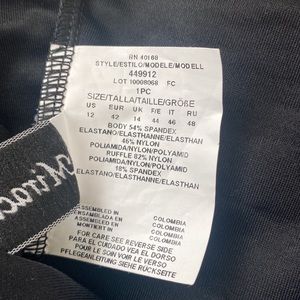 RN 40168
STYLE/ESTILO/MODELE/MODELL
449912
LOT 10008068 FC
1PC
SIZE/TALLA/TAILLE/GRÖßE
US EUR UK F IT RU
12 42 14 44 46 48
BODY 54% SPANDEX
ELASTANO/ELASTHANNE/ELASTHAN
46% NYLON
POLIAMIDA/NYLON/POLYAMID
RUFFLE 82% NYLON
POLIAMIDA/NYLON/POLYAMID
18% SPANDEX
ELASTANO/ELASTHANNE/ELASTHAN
ASSEMBLED IN COLOMBIA
ENSAMBLADA EN COLOMBIA
ASSEMBLE EN COLOMBIE
MONTIERT IN KOLUMBIEN
FOR CARE SEE REVERSE SIDE
PARA EL CUIDADO VEA EL DORSO
POUR LE SOIN VOIR LE VERSO
PFLEGEANLEITUNG SIEHE RÜCKSEITE